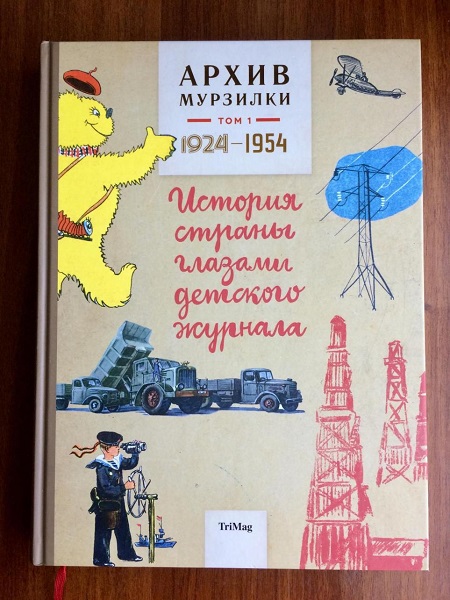 АРХИВ
МУРЗИЛКИ
ТОМ 1
1924–1954
История
страны
глазами
детского
журнала
TriMag